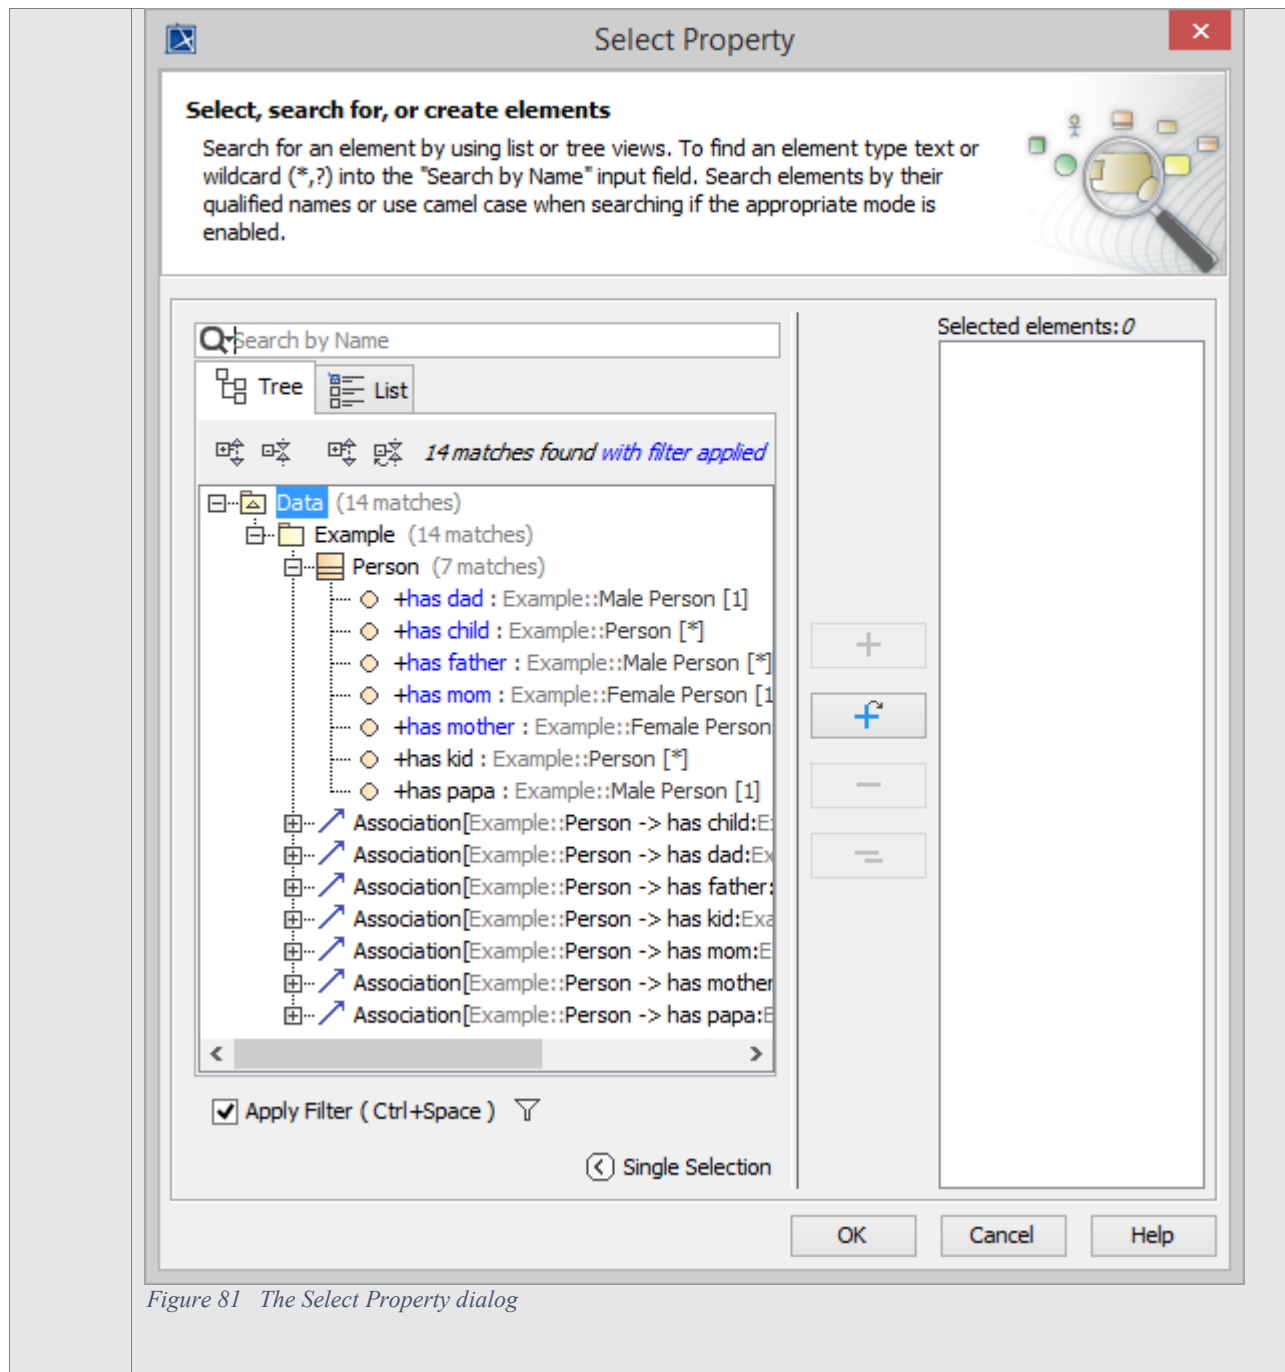 Select Property
Select, search for, or create elements
Search for an element by using list or tree views. To find an element type text or
wildcard (*,?) into the "Search by Name" input field. Search elements by their
qualified names or use camel case when searching if the appropriate mode is
enabled.
Search by Name
Selected elements: 0
Tree
List
14 matches found with filter applied
Data (14 matches)
Example (14 matches)
Person (7 matches)
+has dad : Example::Male Person [1]
+has child : Example::Person [*]
+has father : Example::Male Person [*]
+has mom : Example::Female Person [1
+has mother : Example::Female Person
+has kid : Example::Person [*]
+has papa : Example::Male Person [1]
Association[Example::Person -> has child:E
Association[Example::Person -> has dad:Ex
Association[Example::Person -> has father:
Association[Example::Person -> has kid:Exa
Association[Example::Person -> has mom:E
Association[Example::Person -> has mother
Association[Example::Person -> has papa:E
Apply Filter ( Ctrl+Space )
Single Selection
OK
Cancel
Help
Figure 81 The Select Property dialog